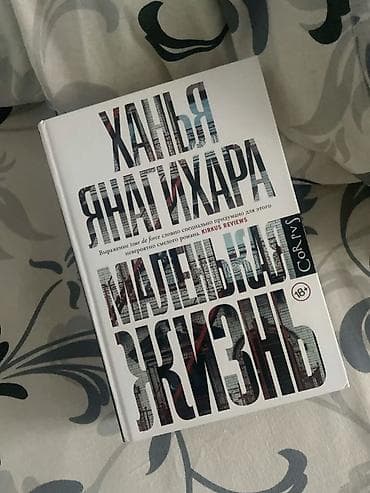 ХАНЬЯ
ЯНАГИХАРА
Выражение tour de force словно специально придумано для этого
невероятно смелого романа. KIRKUS REVIEWS
МАЛЕНЬКАЯ
CORPUS
18+
ЖИЗНЬ